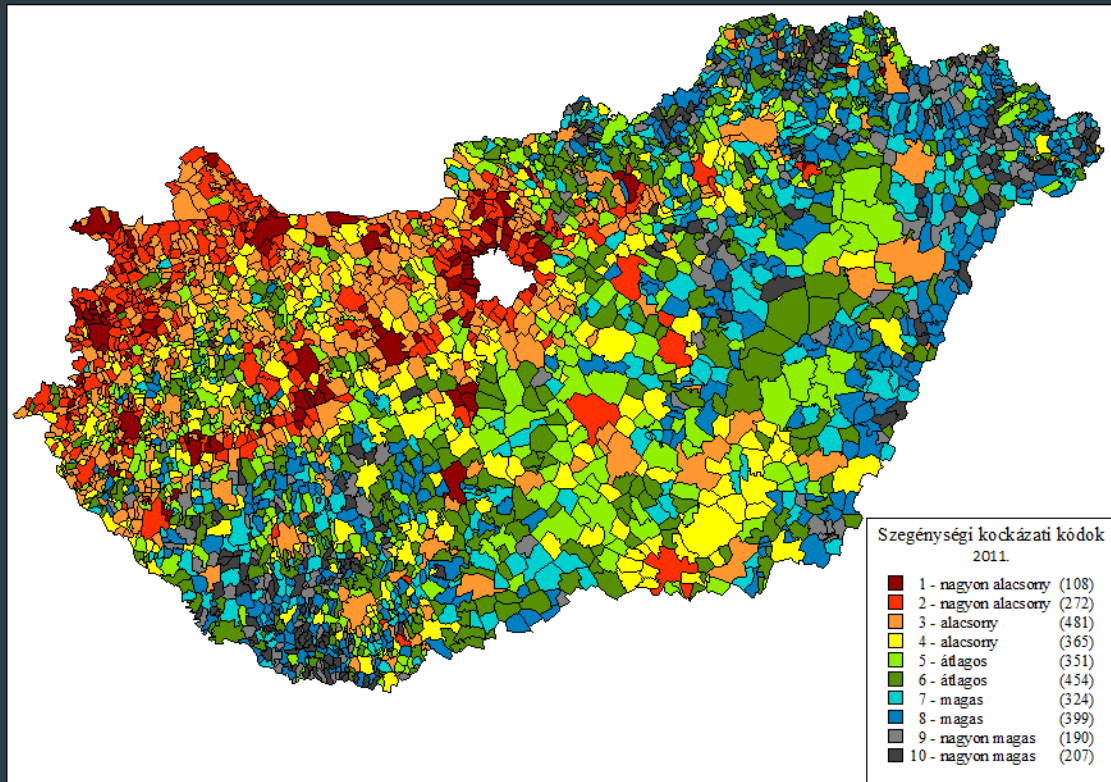 Szegénységi kockázati kódok
2011.
1 - nagyon alacsony (108)
2 - nagyon alacsony (272)
3 - alacsony (481)
4 - alacsony (365)
5 - átlagos (351)
6 - átlagos (454)
7 - magas (324)
8 - magas (399)
9 - nagyon magas (190)
10 - nagyon magas (207)